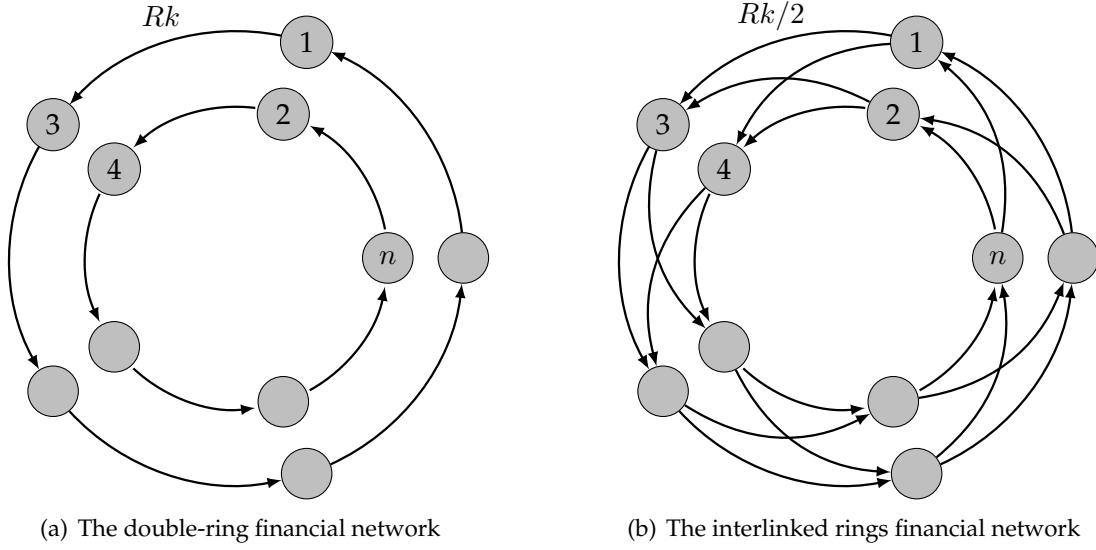 Rk
1
3
2
4
n
(a) The double-ring financial network
Rk/2
1
3
2
4
n
(b) The interlinked rings financial network